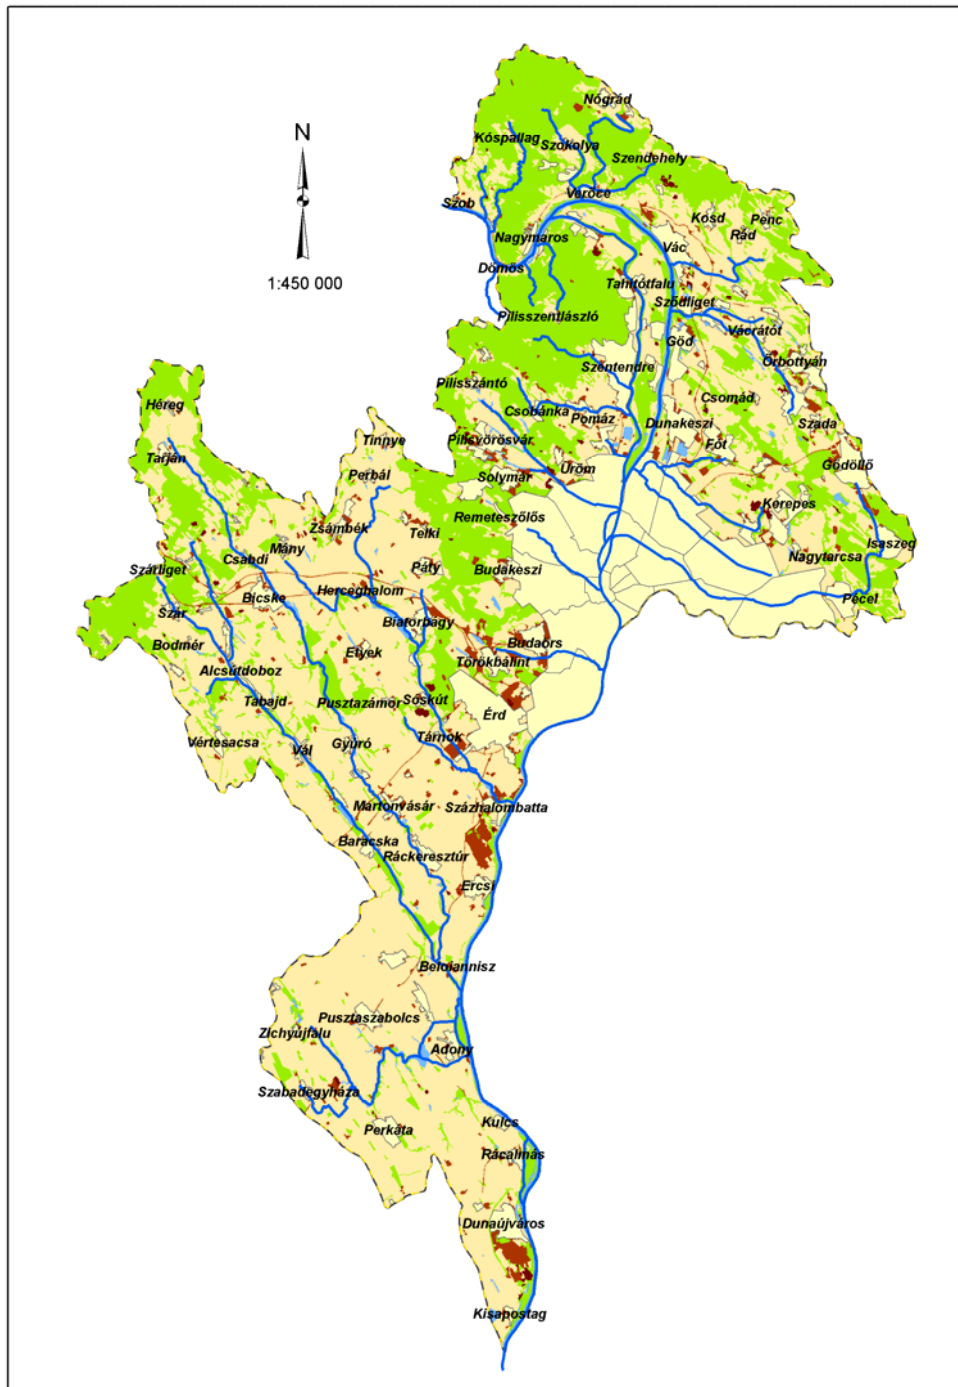 Nógrád
N
Kóspallag
Szokolya
Szendehely
Verőce
Szob
Kosd
Penc
Rád
Nagymaros
Vác
Dömös
1:450 000
Tahitótfalu
Sződliget
Pilisszentlászló
Vácrátót
Göd
Őrbottyán
Szentendre
Pilisszántó
Csomád
Héreg
Csobánka
Pomáz
Dunakeszi
Szada
Tinnye
Pilisvörösvár
Fót
Tarján
Gödöllő
Perbál
Solymár
Üröm
Kerepes
Remeteszőlős
Zsámbék
Telki
Isaszeg
Mány
Nagytarcsa
Csabdi
Szárliget
Páty
Budakeszi
Herceghalom
Bicske
Pécel
Szár
Biatorbágy
Bodmér
Etyek
Budaörs
Törökbálint
Alcsútdoboz
Tabajd
Pusztazámor
Sóskút
Érd
Vértesacsa
Gyúró
Tárnok
Vál
Mártonvásár
Százhalombatta
Baracska
Ráckeresztúr
Ercsi
Beloiannisz
Pusztaszabolcs
Zichyújfalu
Adony
Szabadegyháza
Kulcs
Perkáta
Rácalmás
Dunaújváros
Kisapostag